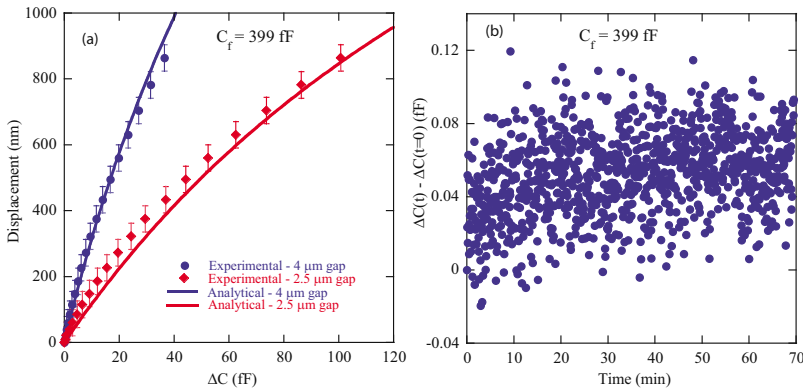 (a)
C_f = 399 fF
1000
800
600
400
200
0
Displacement (nm)
Experimental - 4 μm gap
Experimental - 2.5 μm gap
Analytical - 4 μm gap
Analytical - 2.5 μm gap
0 20 40 60 80 100 120
ΔC (fF)
(b)
C_f = 399 fF
0.12
0.08
0.04
0
-0.04
ΔC(t) - ΔC(t=0) (fF)
0 10 20 30 40 50 60 70
Time (min)